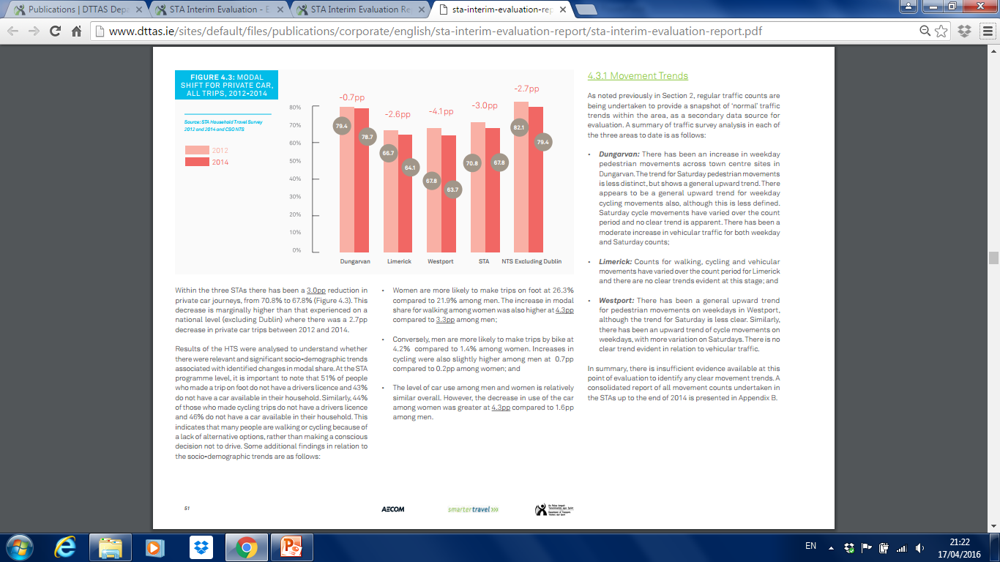 Publications | DTTAS Depa
STA Interim Evaluation - E
STA Interim Evaluation Re
sta-interim-evaluation-rep
www.dttas.ie/sites/default/files/publications/corporate/english/sta-interim-evaluation-report/sta-interim-evaluation-report.pdf
FIGURE 4.3: MODAL
SHIFT FOR PRIVATE CAR,
ALL TRIPS, 2012-2014
Source: STA Household Travel Survey
2012 and 2014 and CSO NTS
2012
2014
80%
70%
60%
50%
40%
30%
20%
10%
0%
-0.7pp
-2.6pp
-4.1pp
-3.0pp
-2.7pp
79.4
78.7
66.7
64.1
67.8
63.7
70.8
67.8
82.1
79.4
Dungarvan
Limerick
Westport
STA
NTS Excluding Dublin
Within the three STAs there has been a 3.0pp reduction in
private car journeys, from 70.8% to 67.8% (Figure 4.3). This
decrease is marginally higher than that experienced on a
national level (excluding Dublin) where there was a 2.7pp
decrease in private car trips between 2012 and 2014.
Results of the HTS were analysed to understand whether
there were relevant and significant socio-demographic trends
associated with identified changes in modal share. At the STA
programme level, it is important to note that 51% of people
who made a trip on foot do not have a drivers licence and 43%
do not have a car available in their household. Similarly, 44%
of those who made cycling trips do not have a drivers licence
and 46% do not have a car available in their household. This
indicates that many people are walking or cycling because of
a lack of alternative options, rather than making a conscious
decision not to drive. Some additional findings in relation to
the socio-demographic trends are as follows:
• Women are more likely to make trips on foot at 26.3%
compared to 21.9% among men. The increase in modal
share for walking among women was also higher at 4.3pp
compared to 3.3pp among men;
• Conversely, men are more likely to make trips by bike at
4.2% compared to 1.4% among women. Increases in
cycling were also slightly higher among men at 0.7pp
compared to 0.2pp among women; and
• The level of car use among men and women is relatively
similar overall. However, the decrease in use of the car
among women was greater at 4.3pp compared to 1.6pp
among men.
4.3.1 Movement Trends
As noted previously in Section 2, regular traffic counts are
being undertaken to provide a snapshot of 'normal' traffic
trends within the area, as a secondary data source for
evaluation. A summary of traffic survey analysis in each of
the three areas to date is as follows:
• Dungarvan: There has been an increase in weekday
pedestrian movements across town centre sites in
Dungarvan. The trend for Saturday pedestrian movements
is less distinct, but shows a general upward trend. There
appears to be a general upward trend for weekday
cycling movements also, although this is less defined.
Saturday cycle movements have varied over the count
period and no clear trend is apparent. There has been a
moderate increase in vehicular traffic for both weekday
and Saturday counts;
• Limerick: Counts for walking, cycling and vehicular
movements have varied over the count period for Limerick
and there are no clear trends evident at this stage; and
• Westport: There has been a general upward trend
for pedestrian movements on weekdays in Westport,
although the trend for Saturday is less clear. Similarly,
there has been an upward trend of cycle movements on
weekdays, with more variation on Saturdays. There is no
clear trend evident in relation to vehicular traffic.
In summary, there is insufficient evidence available at this
point of evaluation to identify any clear movement trends. A
consolidated report of all movement counts undertaken in
the STAs up to the end of 2014 is presented in Appendix B.
51
AECOM
smartertravel>>>
EN
21:22
17/04/2016